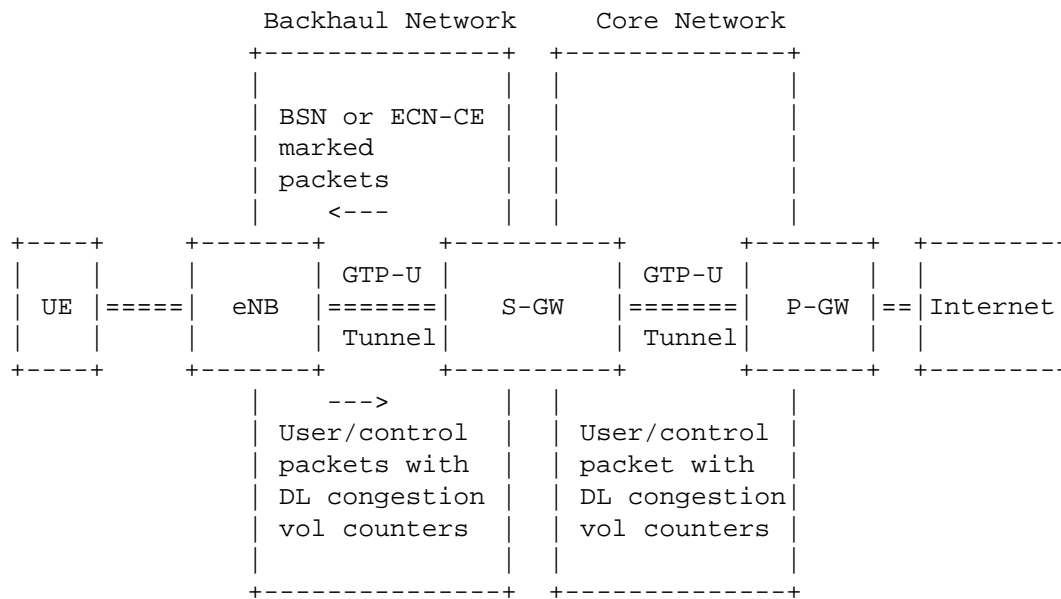 Backhaul Network Core Network
BSN or ECN-CE
marked
packets
<---
GTP-U GTP-U
UE ===== eNB ======= S-GW ======= P-GW == Internet
Tunnel Tunnel
--->
User/control User/control
packets with packet with
DL congestion DL congestion
vol counters vol counters